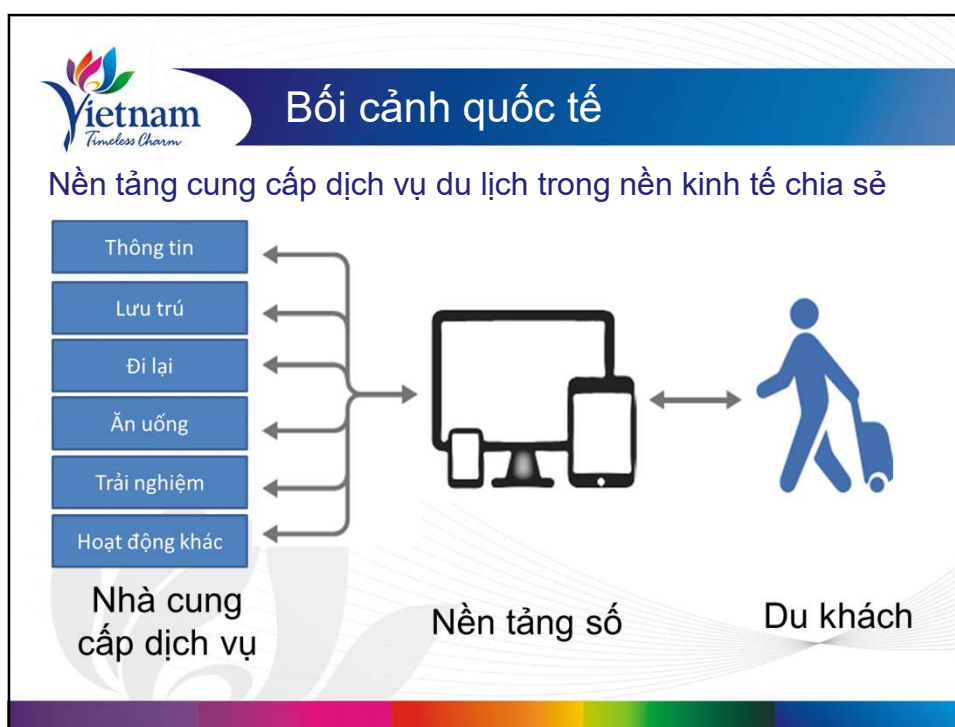 Vietnam
Timeless Charm
Bối cảnh quốc tế
Nền tảng cung cấp dịch vụ du lịch trong nền kinh tế chia sẻ
Thông tin
Lưu trú
Đi lại
Ăn uống
Trải nghiệm
Hoạt động khác
Nhà cung
cấp dịch vụ
Nền tảng số
Du khách